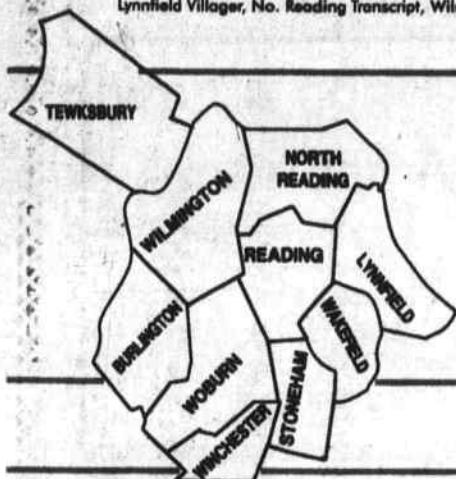 Lynnfield Villager, No. Reading Transcript, Wil
TEWKSBURY
NORTH
READING
WILMINGTON
READING
LYNNFIELD
BURLINGTON
WAKEFIELD
WOBURN
STONEHAM
WINCHESTER